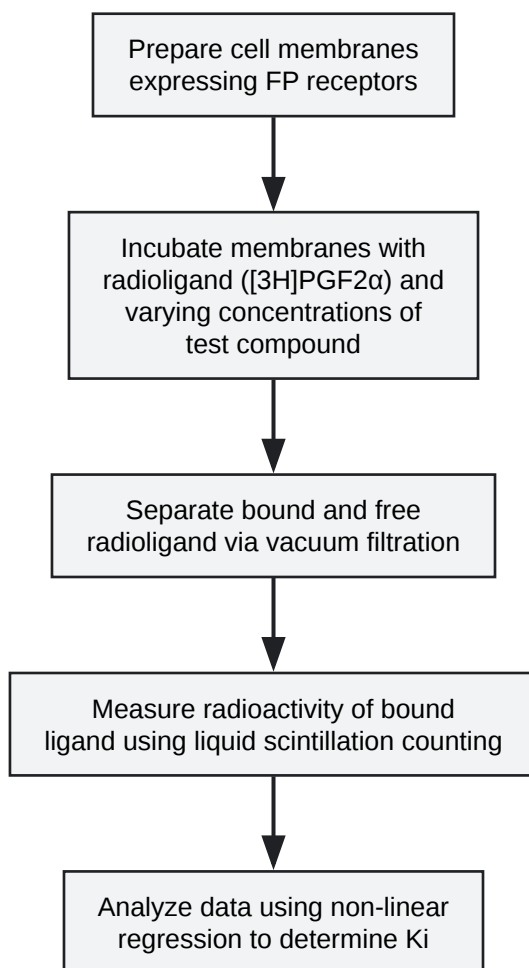 Prepare cell membranes
expressing FP receptors
Incubate membranes with
radioligand ([3H]PGF2α) and
varying concentrations of
test compound
Separate bound and free
radioligand via vacuum filtration
Measure radioactivity of bound
ligand using liquid scintillation counting
Analyze data using non-linear
regression to determine Ki